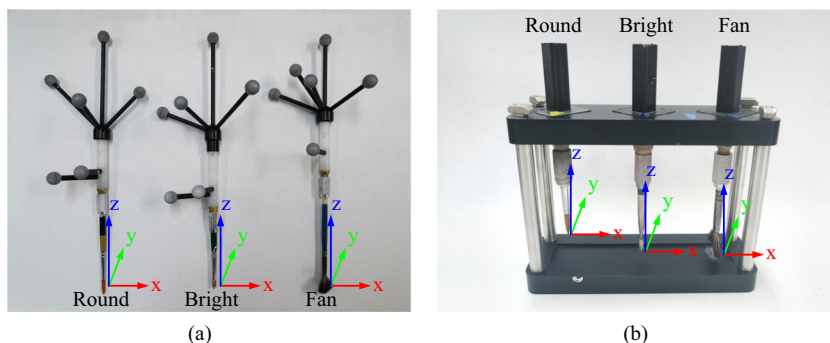 Round Bright Fan
z z z
y y y
x x x
Round Bright Fan
z z z
y y y
x x x
(a) (b)